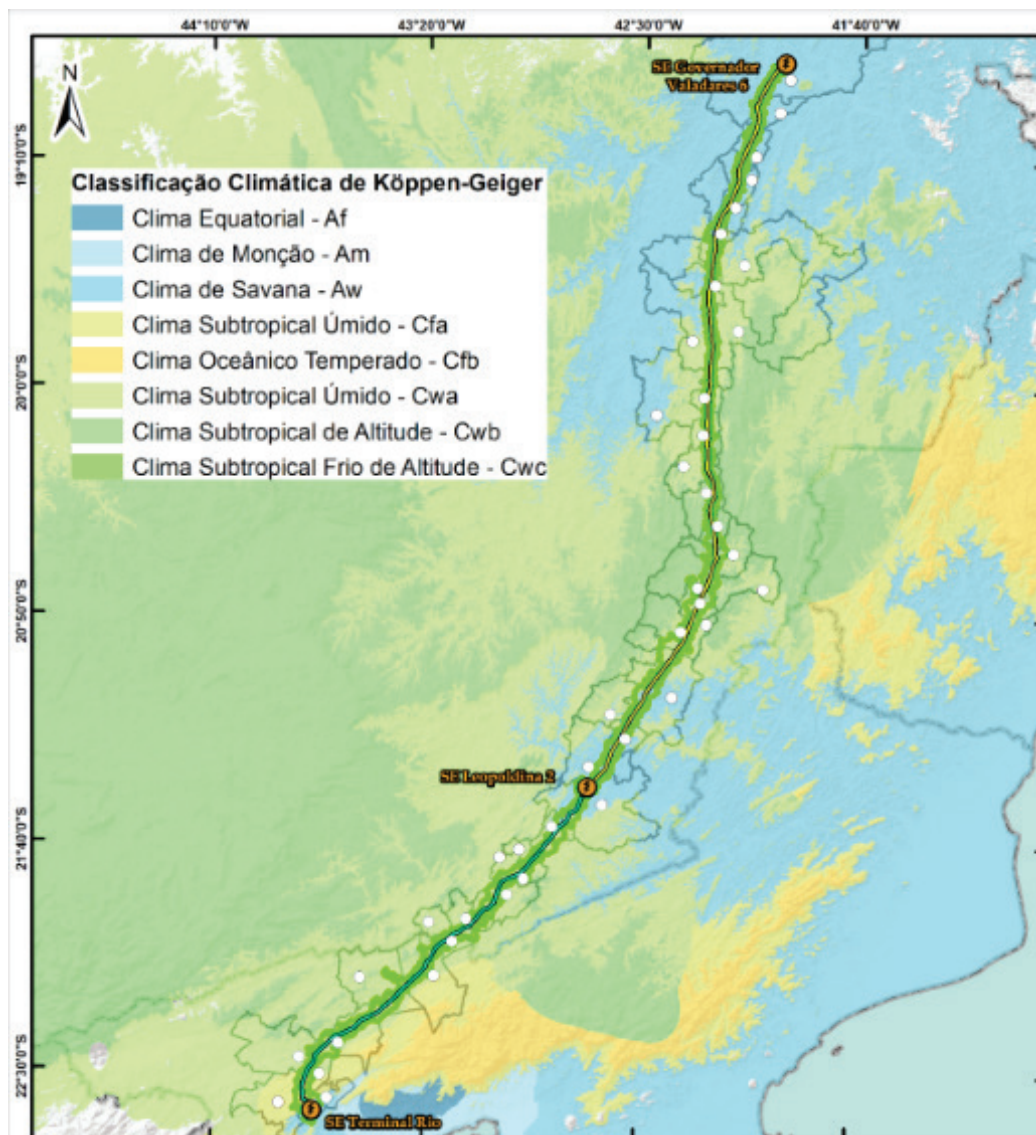 44°10'0"W
43°20'0"W
42°30'0"W
41°40'0"W
N
SE Governador
Valadares 6
19°10'0"S
Classificação Climática de Köppen-Geiger
Clima Equatorial - Af
Clima de Monção - Am
Clima de Savana - Aw
Clima Subtropical Úmido - Cfa
Clima Oceânico Temperado - Cfb
Clima Subtropical Úmido - Cwa
Clima Subtropical de Altitude - Cwb
Clima Subtropical Frio de Altitude - Cwc
20°0'0"S
20°50'0"S
SE Leopoldina 2
21°40'0"S
22°30'0"S
SE Terminal Rio